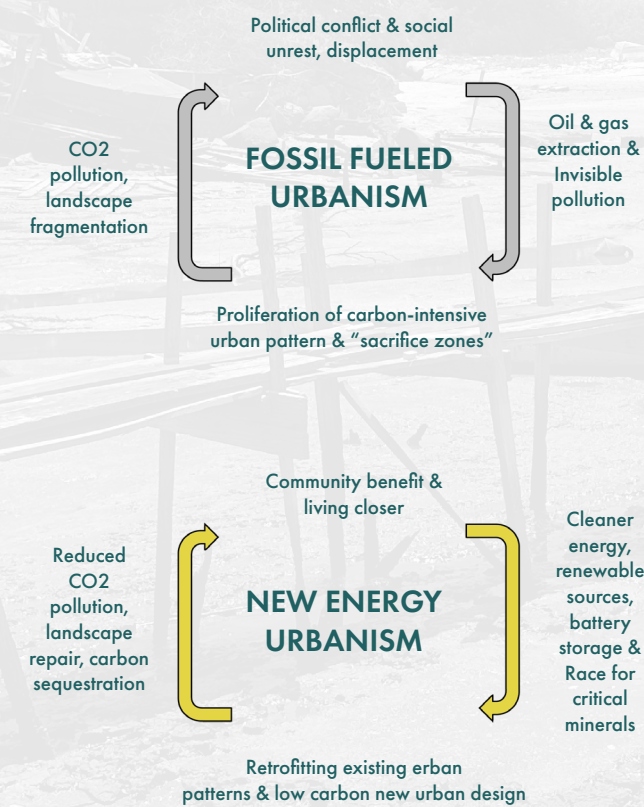 Political conflict & social
unrest, displacement
CO2
pollution,
landscape
fragmentation
FOSSIL FUELED
URBANISM
Oil & gas
extraction &
Invisible
pollution
Proliferation of carbon-intensive
urban pattern & “sacrifice zones”
Community benefit &
living closer
Reduced
CO2
pollution,
landscape
repair, carbon
sequestration
NEW ENERGY
URBANISM
Cleaner
energy,
renewable
sources,
battery
storage &
Race for
critical
minerals
Retrofitting existing erban
patterns & low carbon new urban design